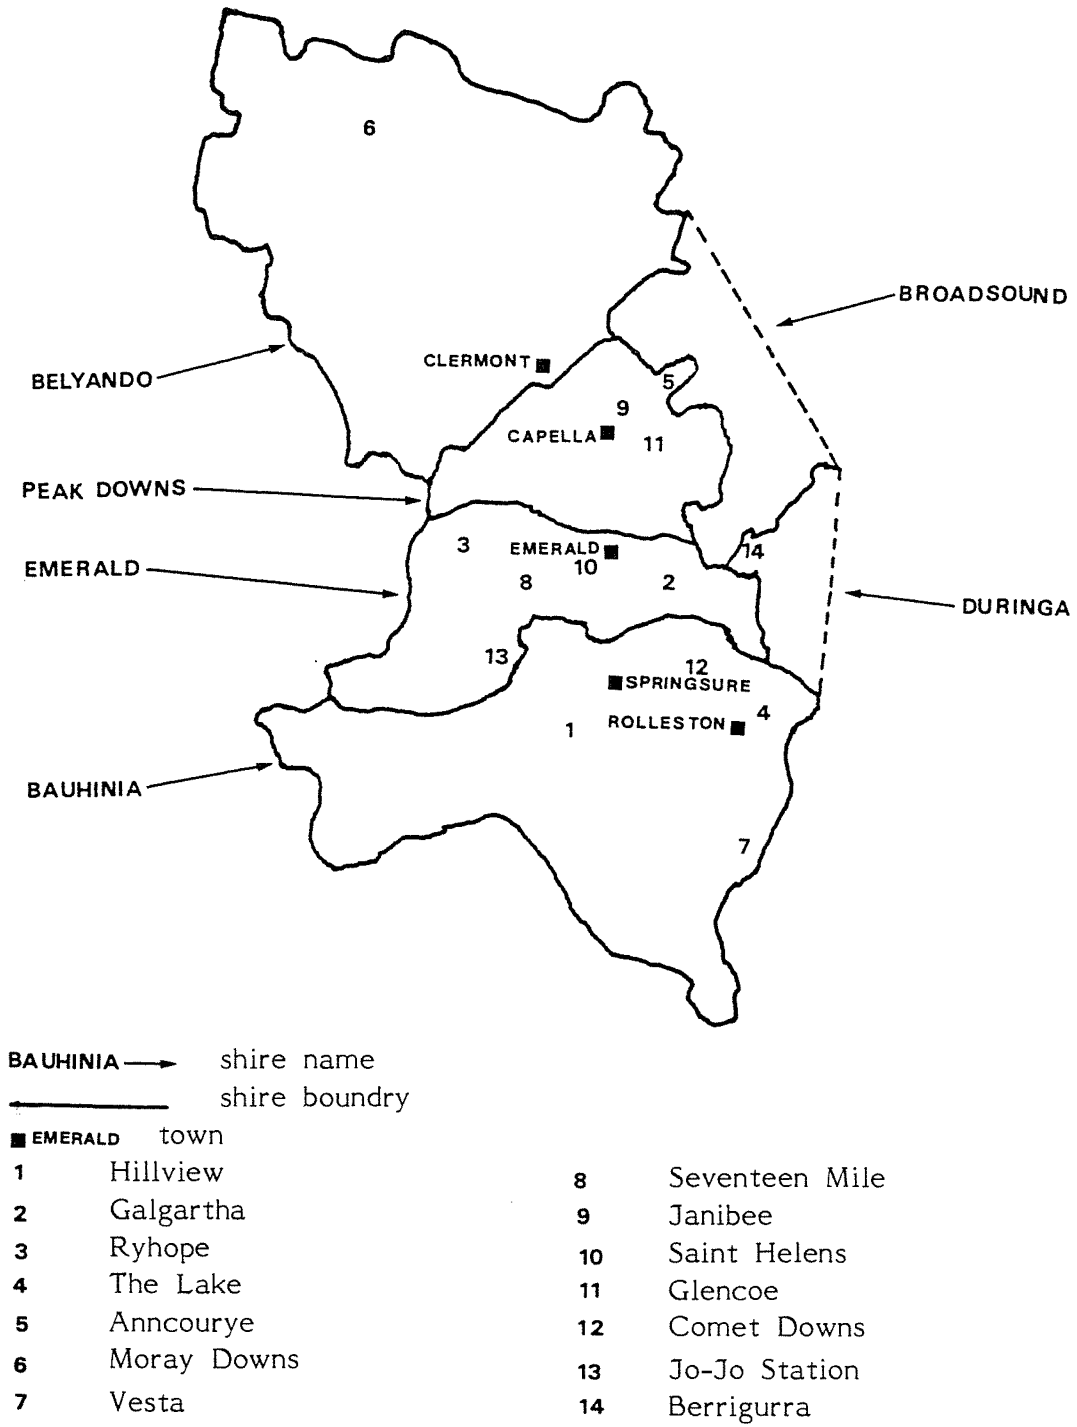 6
BROADSOUND
CLERMONT
BELYANDO
5
9
CAPELLA
11
PEAK DOWNS
3
EMERALD
14
10
EMERALD
8
2
DURINGA
13
12
SPRINGSURE
4
ROLLESTON
1
BAUHINIA
7
BAUHINIA shire name
shire boundry
EMERALD town
1 Hillview
2 Galgartha
3 Ryhope
4 The Lake
5 Anncourye
6 Moray Downs
7 Vesta
8 Seventeen Mile
9 Janibee
10 Saint Helens
11 Glencoe
12 Comet Downs
13 Jo-Jo Station
14 Berrigurra